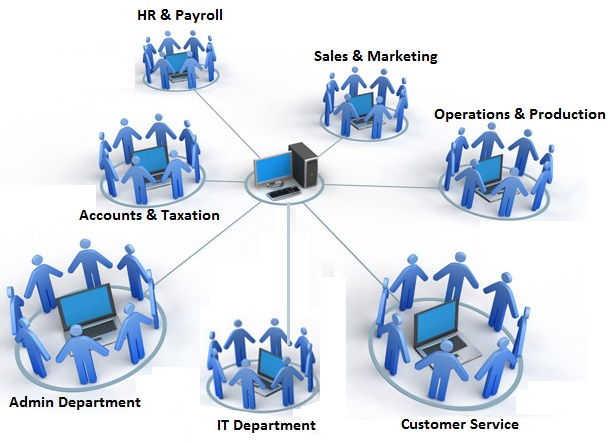 HR & Payroll
Sales & Marketing
Operations & Production
Accounts & Taxation
Admin Department
IT Department
Customer Service